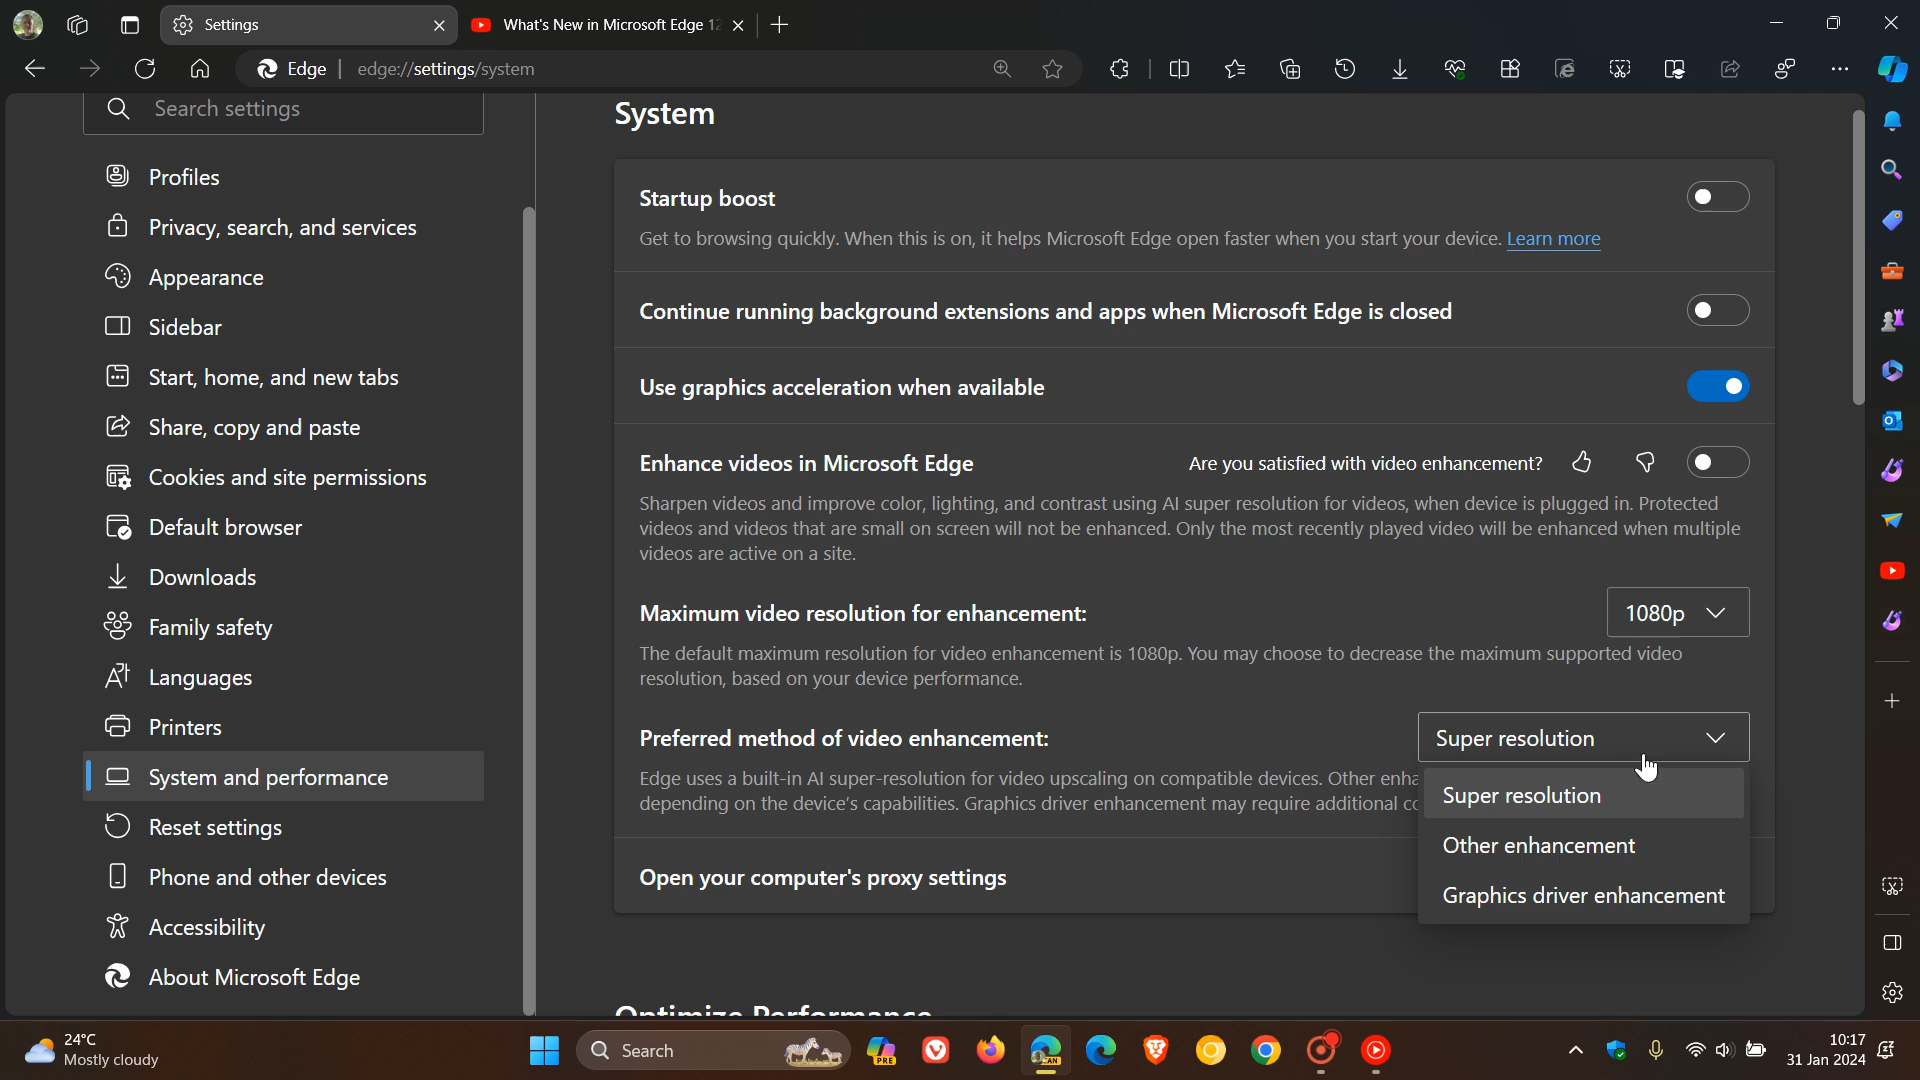 Settings
What's New in Microsoft Edge 12
Edge
edge://settings/system
Search settings
Profiles
Privacy, search, and services
Appearance
Sidebar
Start, home, and new tabs
Share, copy and paste
Cookies and site permissions
Default browser
Downloads
Family safety
Languages
Printers
System and performance
Reset settings
Phone and other devices
Accessibility
About Microsoft Edge
System
Startup boost
Get to browsing quickly. When this is on, it helps Microsoft Edge open faster when you start your device. Learn more
Continue running background extensions and apps when Microsoft Edge is closed
Use graphics acceleration when available
Enhance videos in Microsoft Edge
Are you satisfied with video enhancement?
Sharpen videos and improve color, lighting, and contrast using AI super resolution for videos, when device is plugged in. Protected
videos and videos that are small on screen will not be enhanced. Only the most recently played video will be enhanced when multiple
videos are active on a site.
Maximum video resolution for enhancement:
1080p
The default maximum resolution for video enhancement is 1080p. You may choose to decrease the maximum supported video
resolution, based on your device performance.
Preferred method of video enhancement:
Super resolution
Edge uses a built-in AI super-resolution for video upscaling on compatible devices. Other enha
depending on the device's capabilities. Graphics driver enhancement may require additional co
Super resolution
Other enhancement
Graphics driver enhancement
Open your computer's proxy settings
Optimize Performance
24°C
Mostly cloudy
Search
PRE
CAN
10:17
31 Jan 2024